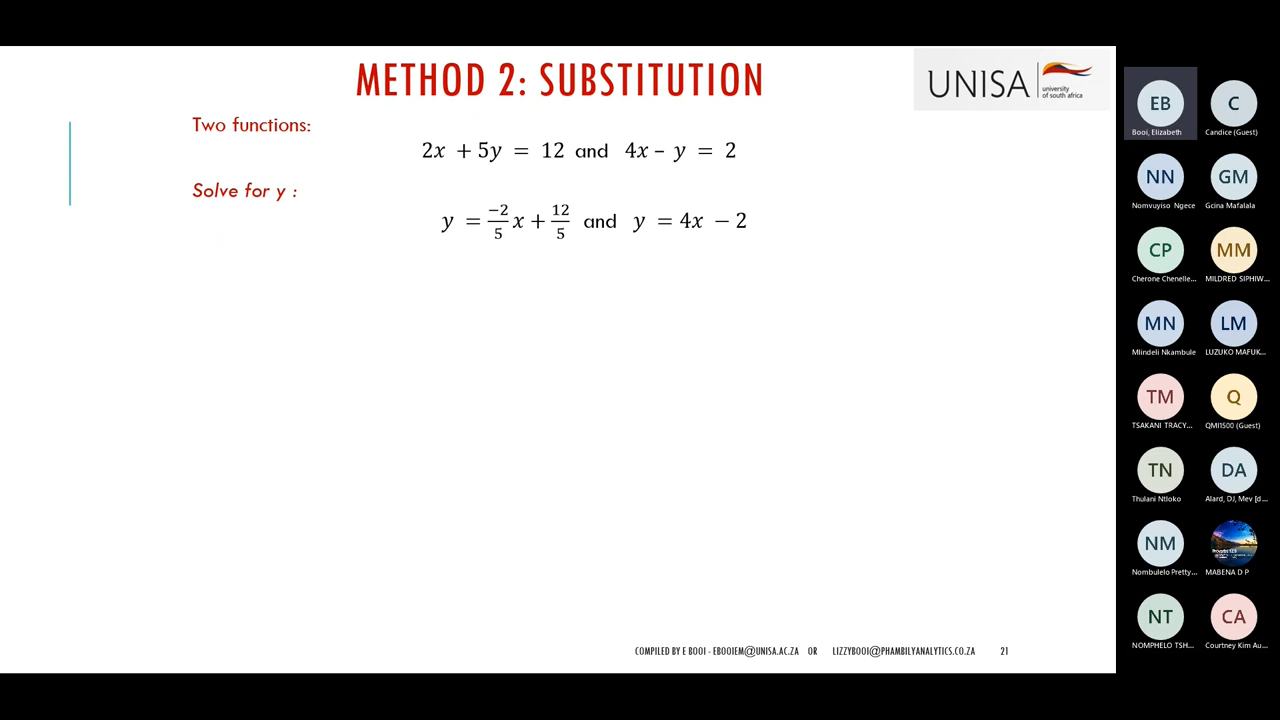 METHOD 2: SUBSTITUTION
UNISA
university
of south africa
Two functions:
2x + 5y = 12 and 4x – y = 2
Solve for y :
y = −2/5 x + 12/5 and y = 4x − 2
COMPILED BY E BOOI - EBOOIEM@UNISA.AC.ZA OR LIZZYBOOI@PHAMBILYANALYTICS.CO.ZA 21
EB
Booi, Elizabeth
C
Candice (Guest)
NN
Nomvuyiso Ngece
GM
Gcina Mafalala
CP
Cherone Chenelle...
MM
MILDRED SIPHIW...
MN
Mlindeli Nkambule
LM
LUZUKO MAFUK...
TM
TSAKANI TRACY...
Q
QMI1500 (Guest)
TN
Thulani Ntloko
DA
Alard, DJ, Mev [d...
NM
Nombulelo Pretty...
MABENA D P
NT
NOMPHELO TSH...
CA
Courtney Kim Au...